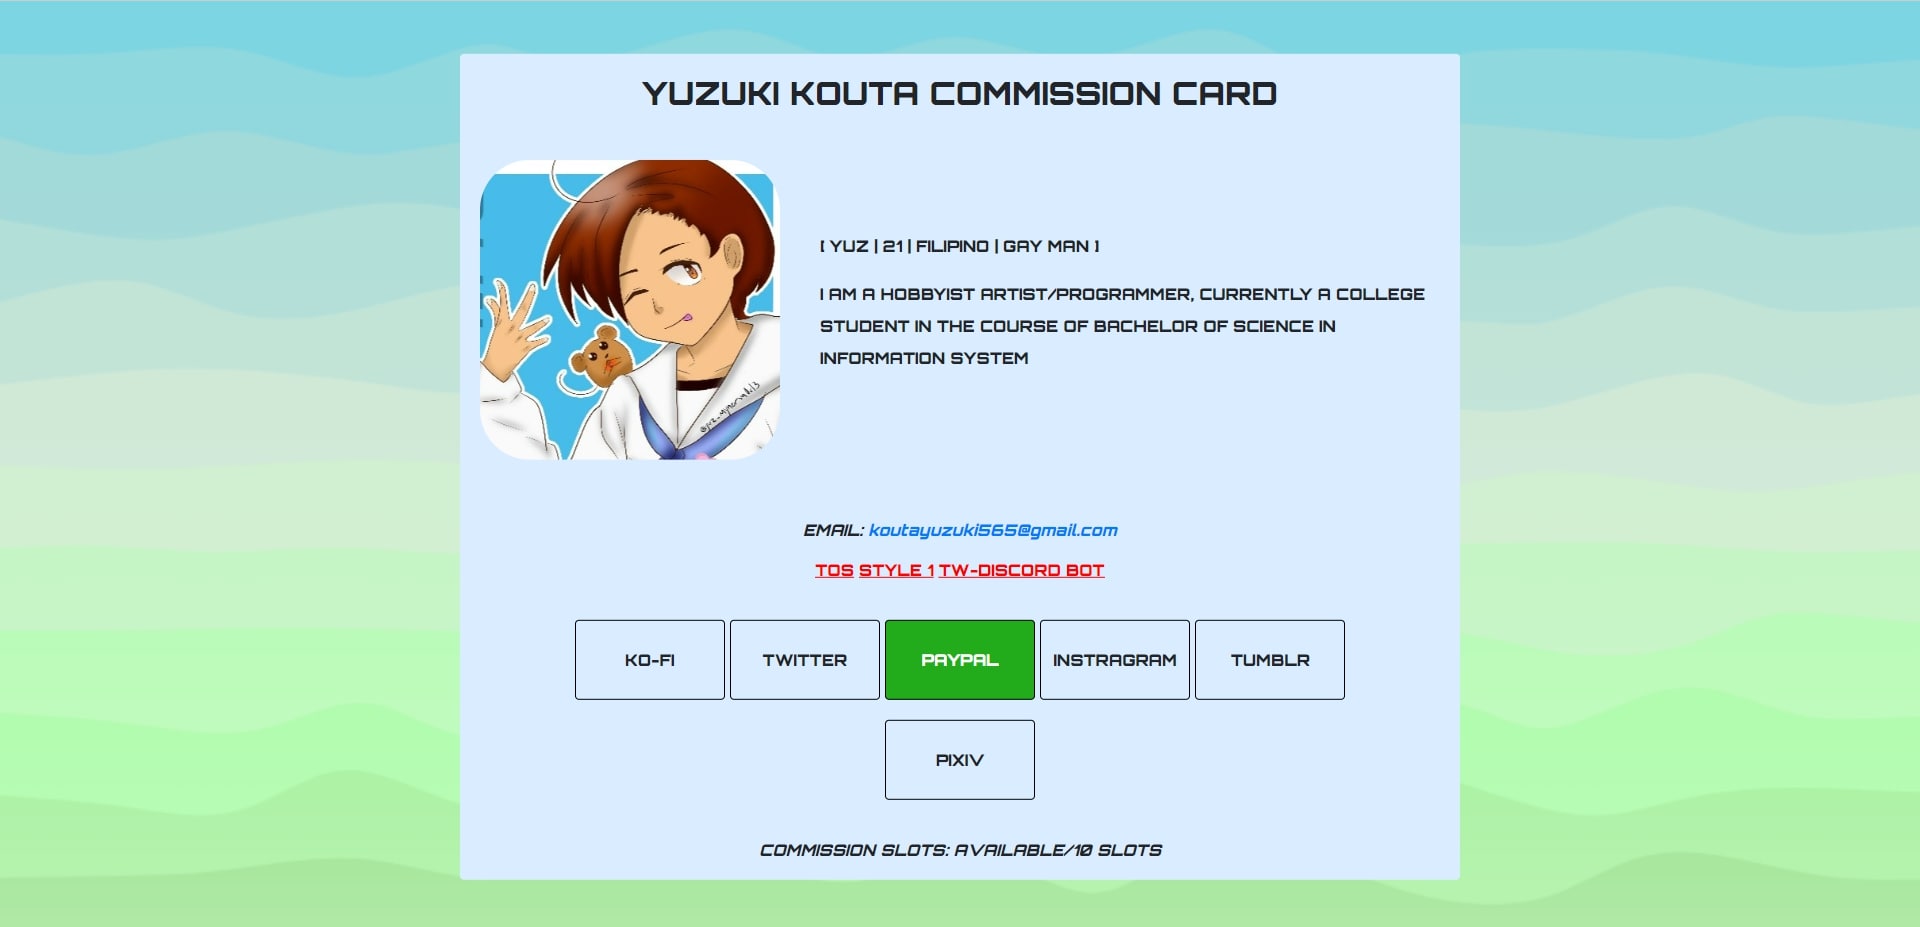 YUZUKI KOUTA COMMISSION CARD
[ YUZ | 21 | FILIPINO | GAY MAN ]
I AM A HOBBYIST ARTIST/PROGRAMMER, CURRENTLY A COLLEGE
STUDENT IN THE COURSE OF BACHELOR OF SCIENCE IN
INFORMATION SYSTEM
EMAIL: koutayuzuki565@gmail.com
TOS STYLE 1 TW-DISCORD BOT
KO-FI TWITTER PAYPAL INSTRAGRAM TUMBLR
PIXIV
COMMISSION SLOTS: AVAILABLE/10 SLOTS